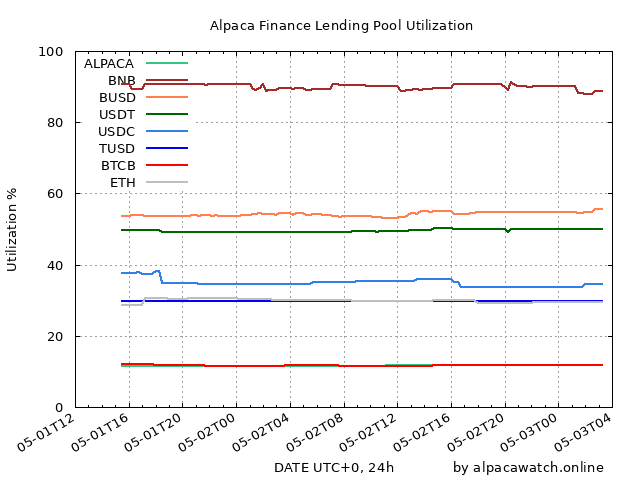 Alpaca Finance Lending Pool Utilization
100
80
60
40
20
0
Utilization %
ALPACA
BNB
BUSD
USDT
USDC
TUSD
BTCB
ETH
05-01T12
05-01T16
05-01T20
05-02T00
05-02T04
05-02T08
05-02T12
05-02T16
05-02T20
05-03T00
05-03T04
DATE UTC+0, 24h
by alpacawatch.online